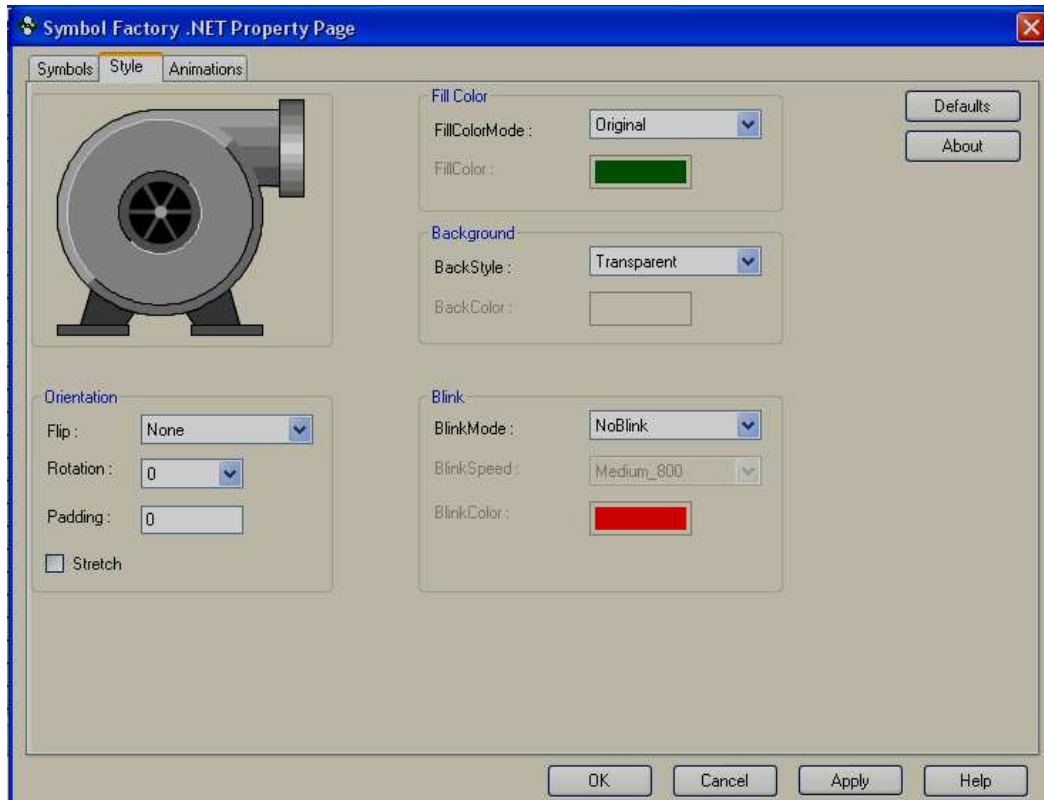 Symbol Factory .NET Property Page
Symbols Style Animations
Fill Color
FillColorMode : Original
FillColor :
Defaults
About
Background
BackStyle : Transparent
BackColor :
Orientation
Flip : None
Rotation : 0
Padding : 0
Stretch
Blink
BlinkMode : NoBlink
BlinkSpeed : Medium_800
BlinkColor :
OK Cancel Apply Help